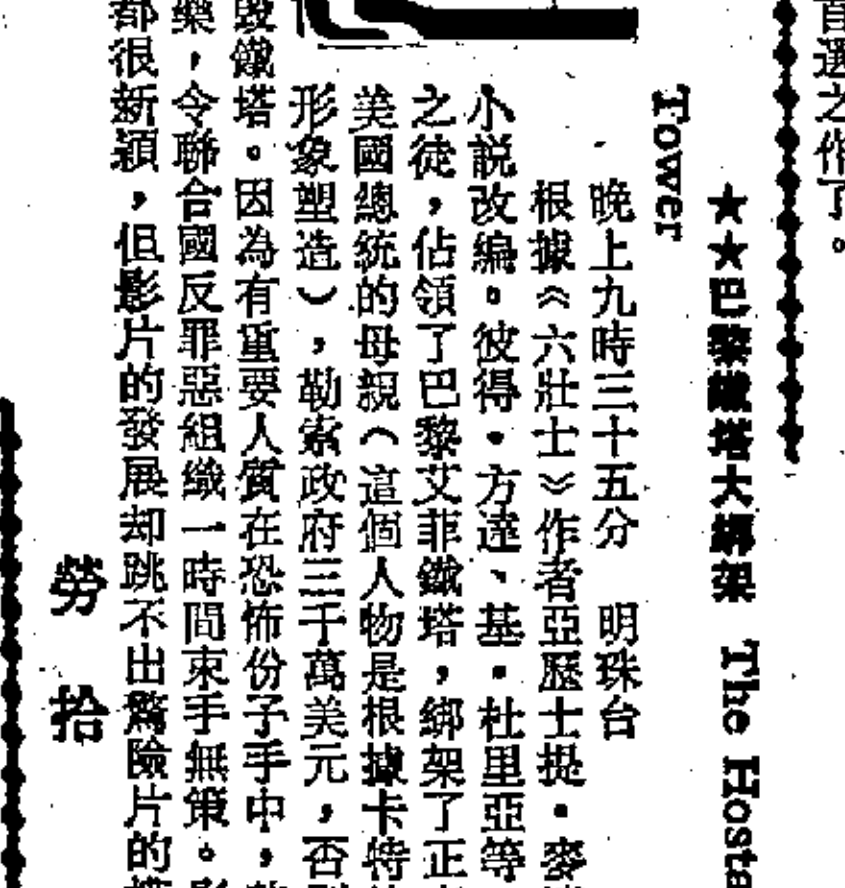 首選之作了。
★★巴黎鐵塔大綁架 The Hosta
Tower
晚上九時三十五分 明珠台
根據《六壯士》作者亞歷士提・麥
小說改編。彼得・方達、基・杜里亞等
之徒，佔領了巴黎艾菲鐵塔，綁架了正
美國總統的母親（這個人物是根據卡特
形象塑造），勒索政府三千萬美元，否則
毀鐵塔。因為有重要人質在恐怖份子手中，
樂，令聯合國反罪惡組織一時間束手無策。影
都很新穎，但影片的發展却跳不出驚險片的
勞 拾